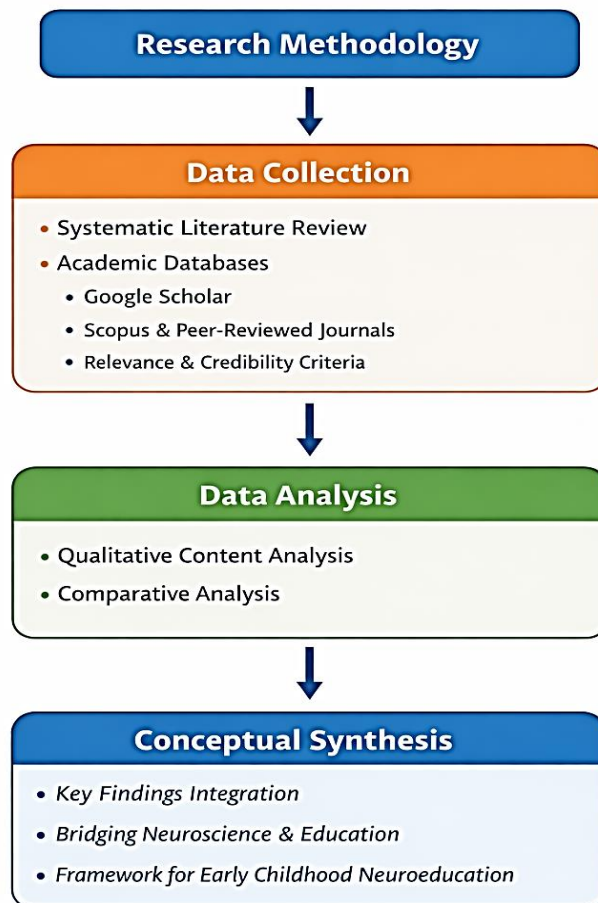 Research Methodology
Data Collection
• Systematic Literature Review
• Academic Databases
• Google Scholar
• Scopus & Peer-Reviewed Journals
• Relevance & Credibility Criteria
Data Analysis
• Qualitative Content Analysis
• Comparative Analysis
Conceptual Synthesis
• Key Findings Integration
• Bridging Neuroscience & Education
• Framework for Early Childhood Neuroeducation